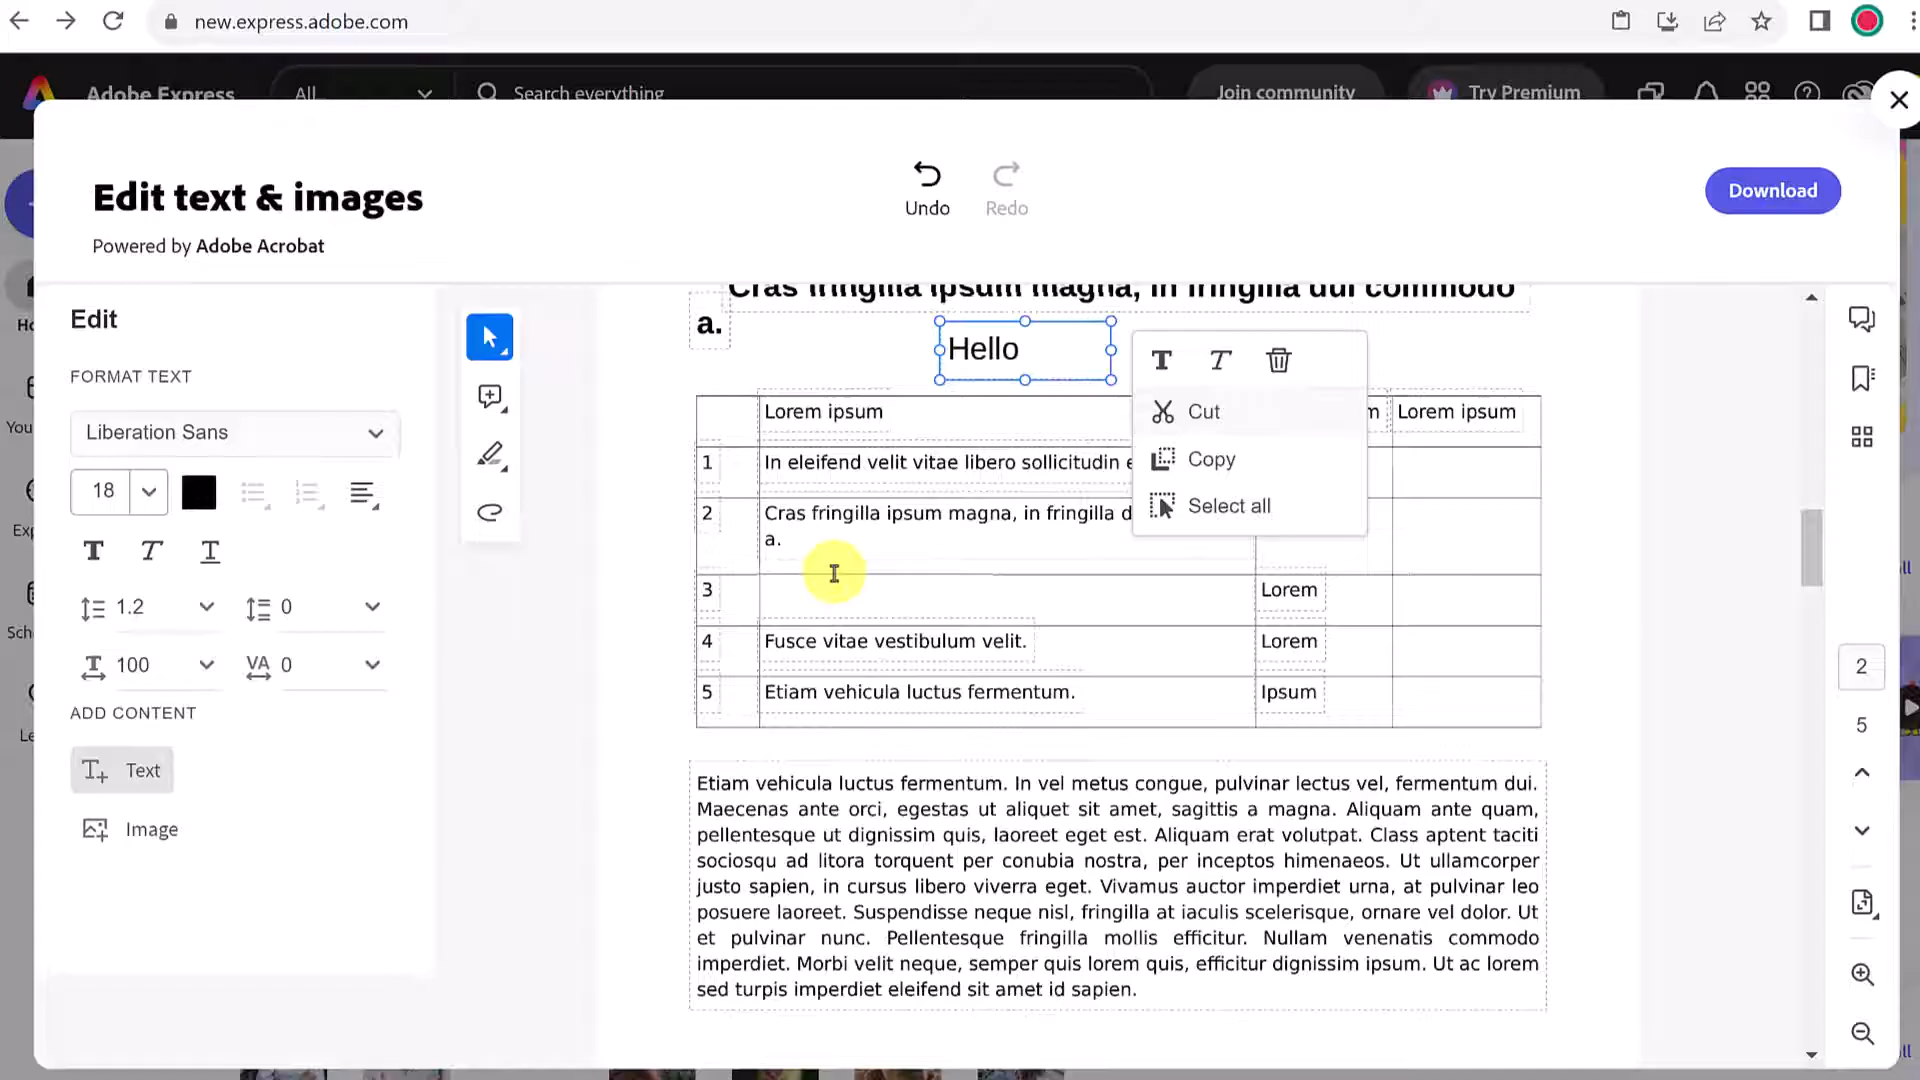 new.express.adobe.com
Adobe Express
All
Search everything
Join community
Try Premium
Edit text & images
Powered by Adobe Acrobat
Undo
Redo
Download
Edit
FORMAT TEXT
Liberation Sans
18
1.2
0
100
VA 0
ADD CONTENT
Text
Image
Cras fringilla ipsum magna, in fringilla dui commodo
a.
Hello
Cut
Copy
Select all
Lorem ipsum
Lorem ipsum
1 In eleifend velit vitae libero sollicitudin
2 Cras fringilla ipsum magna, in fringilla
a.
3 Lorem
4 Fusce vitae vestibulum velit. Lorem
5 Etiam vehicula luctus fermentum. Ipsum
Etiam vehicula luctus fermentum. In vel metus congue, pulvinar lectus vel, fermentum dui.
Maecenas ante orci, egestas ut aliquet sit amet, sagittis a magna. Aliquam ante quam,
pellentesque ut dignissim quis, laoreet eget est. Aliquam erat volutpat. Class aptent taciti
sociosqu ad litora torquent per conubia nostra, per inceptos himenaeos. Ut ullamcorper
justo sapien, in cursus libero viverra eget. Vivamus auctor imperdiet urna, at pulvinar leo
posuere laoreet. Suspendisse neque nisl, fringilla at iaculis scelerisque, ornare vel dolor. Ut
et pulvinar nunc. Pellentesque fringilla mollis efficitur. Nullam venenatis commodo
imperdiet. Morbi velit neque, semper quis lorem quis, efficitur dignissim ipsum. Ut ac lorem
sed turpis imperdiet eleifend sit amet id sapien.
2
5